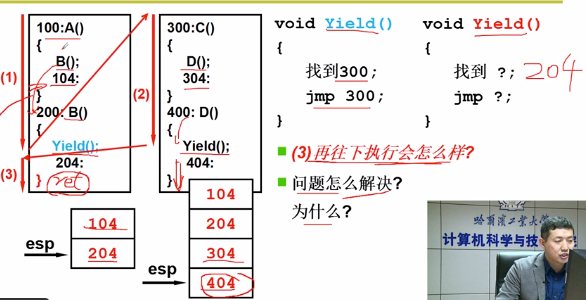 100:A()
{
B();
104:
}
200: B()
{
Yield();
204:
}
ret
(1)
(3)
300:C()
{
D();
304:
}
400: D()
{
Yield();
404:
}
(2)
void Yield()
{
找到300;
jmp 300;
}
void Yield()
{
找到 ?;
jmp ?;
}
204
(3)再往下执行会怎么样?
问题怎么解决?
为什么?
esp
104
204
esp
104
204
304
404
哈尔滨工业大学
计算机科学与技